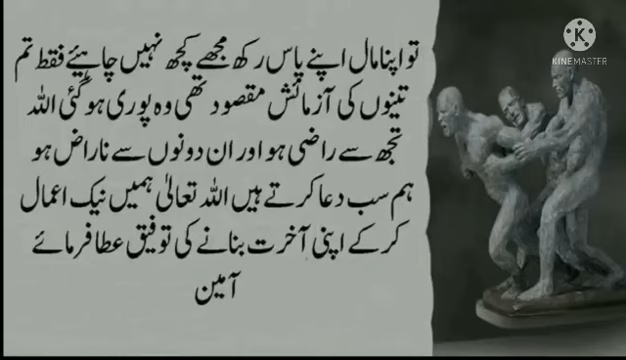 تو اپنا مال اپنے پاس رکھ مجھے کچھ نہیں چاہیئے فقط تم
تینوں کی آزمائش مقصود تھی وہ پوری ہو گئی اللہ
تجھ سے راضی ہو اور ان دونوں سے ناراض ہو
ہم سب دعا کرتے ہیں اللہ تعالیٰ ہمیں نیک اعمال
کر کے اپنی آخرت بنانے کی توفیق عطا فرمائے
آمین
K
KINEMASTER